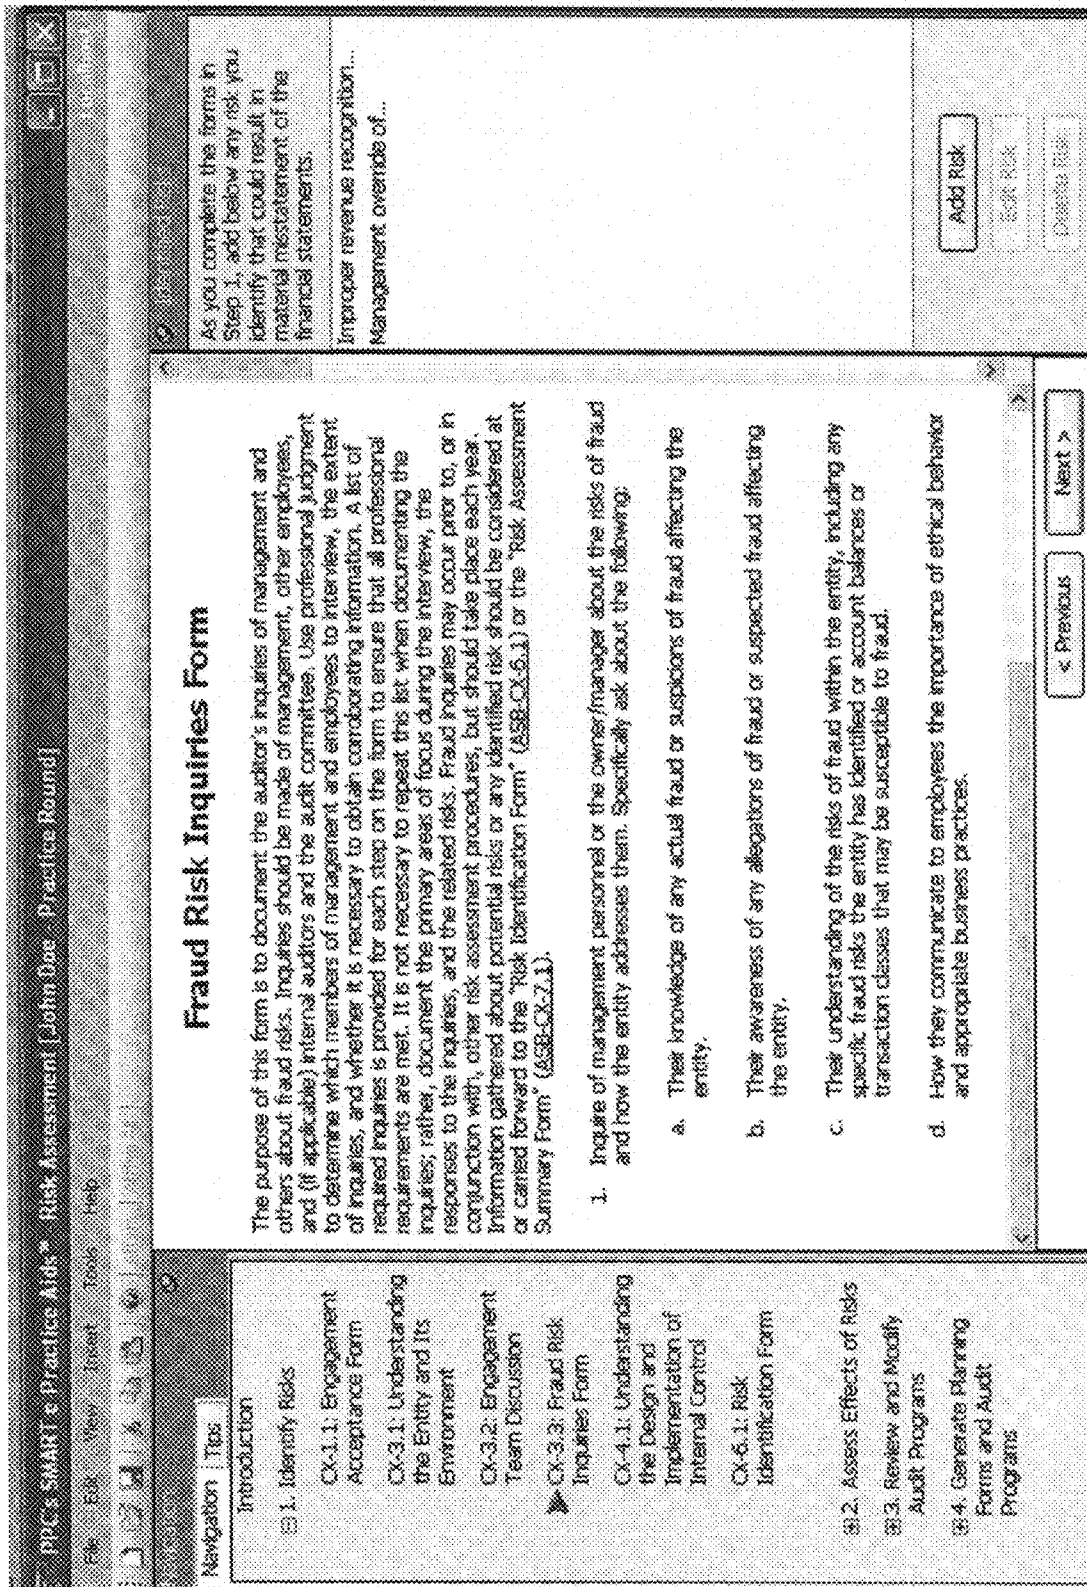 PPC's SMART e-Practice Aids™ Risk Assessment [John Doe - Practice Bound]
File Edit View Insert Tools Help
Navigation Tips
Introduction
1. Identify Risks
CX-1.1: Engagement
Acceptance Form
CX-3.1: Understanding
the Entity and Its
Environment
CX-3.2: Engagement
Team Discussion
CX-3.3: Fraud Risk
Inquiries Form
CX-4.1: Understanding
the Design and
Implementation of
Internal Control
CX-6.1: Risk
Identification Form
2. Assess Effects of Risks
3. Review and Modify
Audit Programs
4. Generate Planning
Forms and Audit
Programs
Fraud Risk Inquiries Form
The purpose of this form is to document the auditor's inquiries of management and
others about fraud risks. Inquiries should be made of management, other employees,
and (if applicable) internal auditors and the audit committee. Use professional judgment
to determine which members of management and employees to interview, the extent
of inquiries, and whether it is necessary to obtain corroborating information. A list of
required inquiries is provided for each step on the form to ensure that all professional
requirements are met. It is not necessary to repeat this list when documenting the
inquiries; rather, document the primary areas of focus during the interview, the
responses to the inquiries, and the related risks. Fraud inquiries may occur prior to, or in
conjunction with, other risk assessment procedures, but should take place each year.
Information gathered about potential risks or any identified risk should be considered at
or carried forward to the "Risk Identification Form" (ASB-CX-6.1) or the "Risk Assessment
Summary Form" (ASB-CX-7.1).
1. Inquire of management personnel or the owner/manager about the risks of fraud
and how the entity addresses them. Specifically ask about the following:
a. Their knowledge of any actual fraud or suspicions of fraud affecting the
entity.
b. Their awareness of any allegations of fraud or suspected fraud affecting
the entity.
c. Their understanding of the risks of fraud within the entity, including any
specific fraud risks the entity has identified or account balances or
transaction classes that may be susceptible to fraud.
d. How they communicate to employees the importance of ethical behavior
and appropriate business practices.
< Previous Next >
As you complete the forms in
Step 1, add below any risk you
identify that could result in
material misstatement of the
financial statements.
Improper revenue recognition...
Management override of...
Add Risk
Edit Risk
Delete Risk